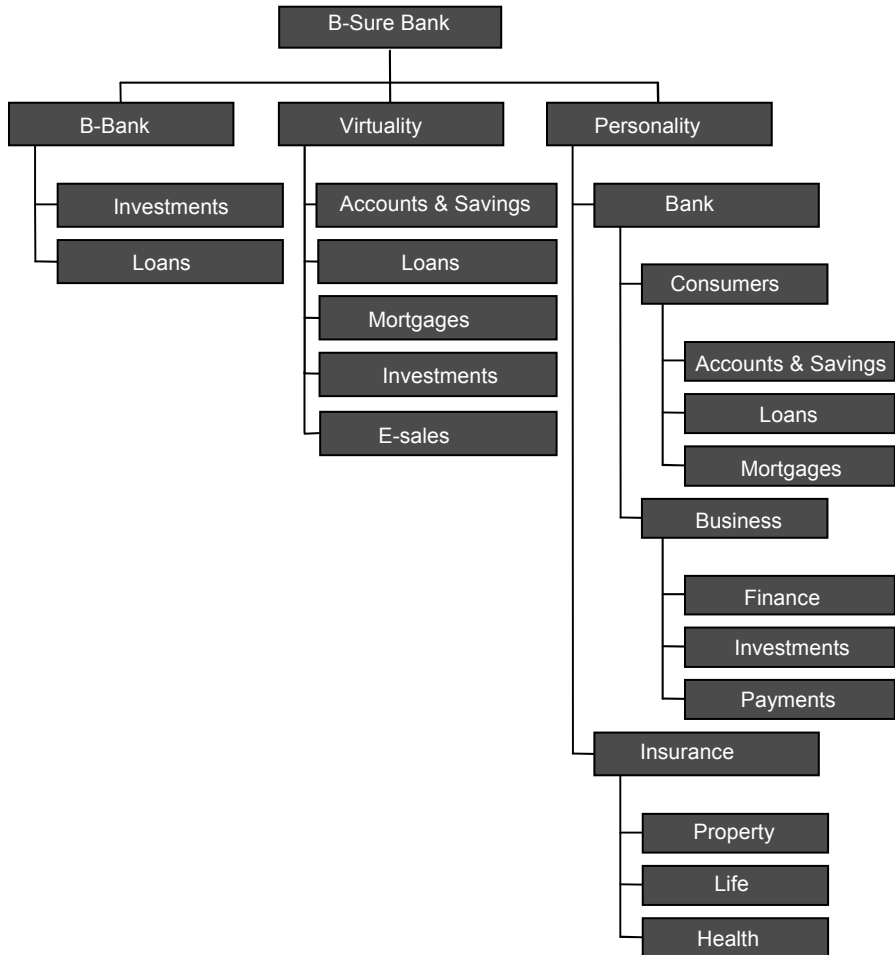 B-Sure Bank
B-Bank
Virtuality
Personality
Investments
Loans
Accounts & Savings
Loans
Mortgages
Investments
E-sales
Bank
Consumers
Accounts & Savings
Loans
Mortgages
Business
Finance
Investments
Payments
Insurance
Property
Life
Health